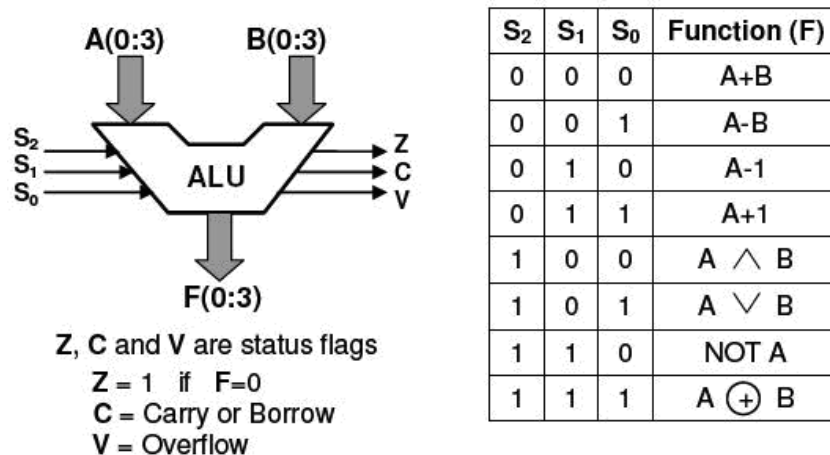 A(0:3) B(0:3)
S₂
S₁
S₀
ALU
Z
C
V
F(0:3)
Z, C and V are status flags
Z = 1 if F=0
C = Carry or Borrow
V = Overflow
S₂ S₁ S₀ Function (F)
0 0 0 A+B
0 0 1 A-B
0 1 0 A-1
0 1 1 A+1
1 0 0 A ∧ B
1 0 1 A ∨ B
1 1 0 NOT A
1 1 1 A ⊕ B